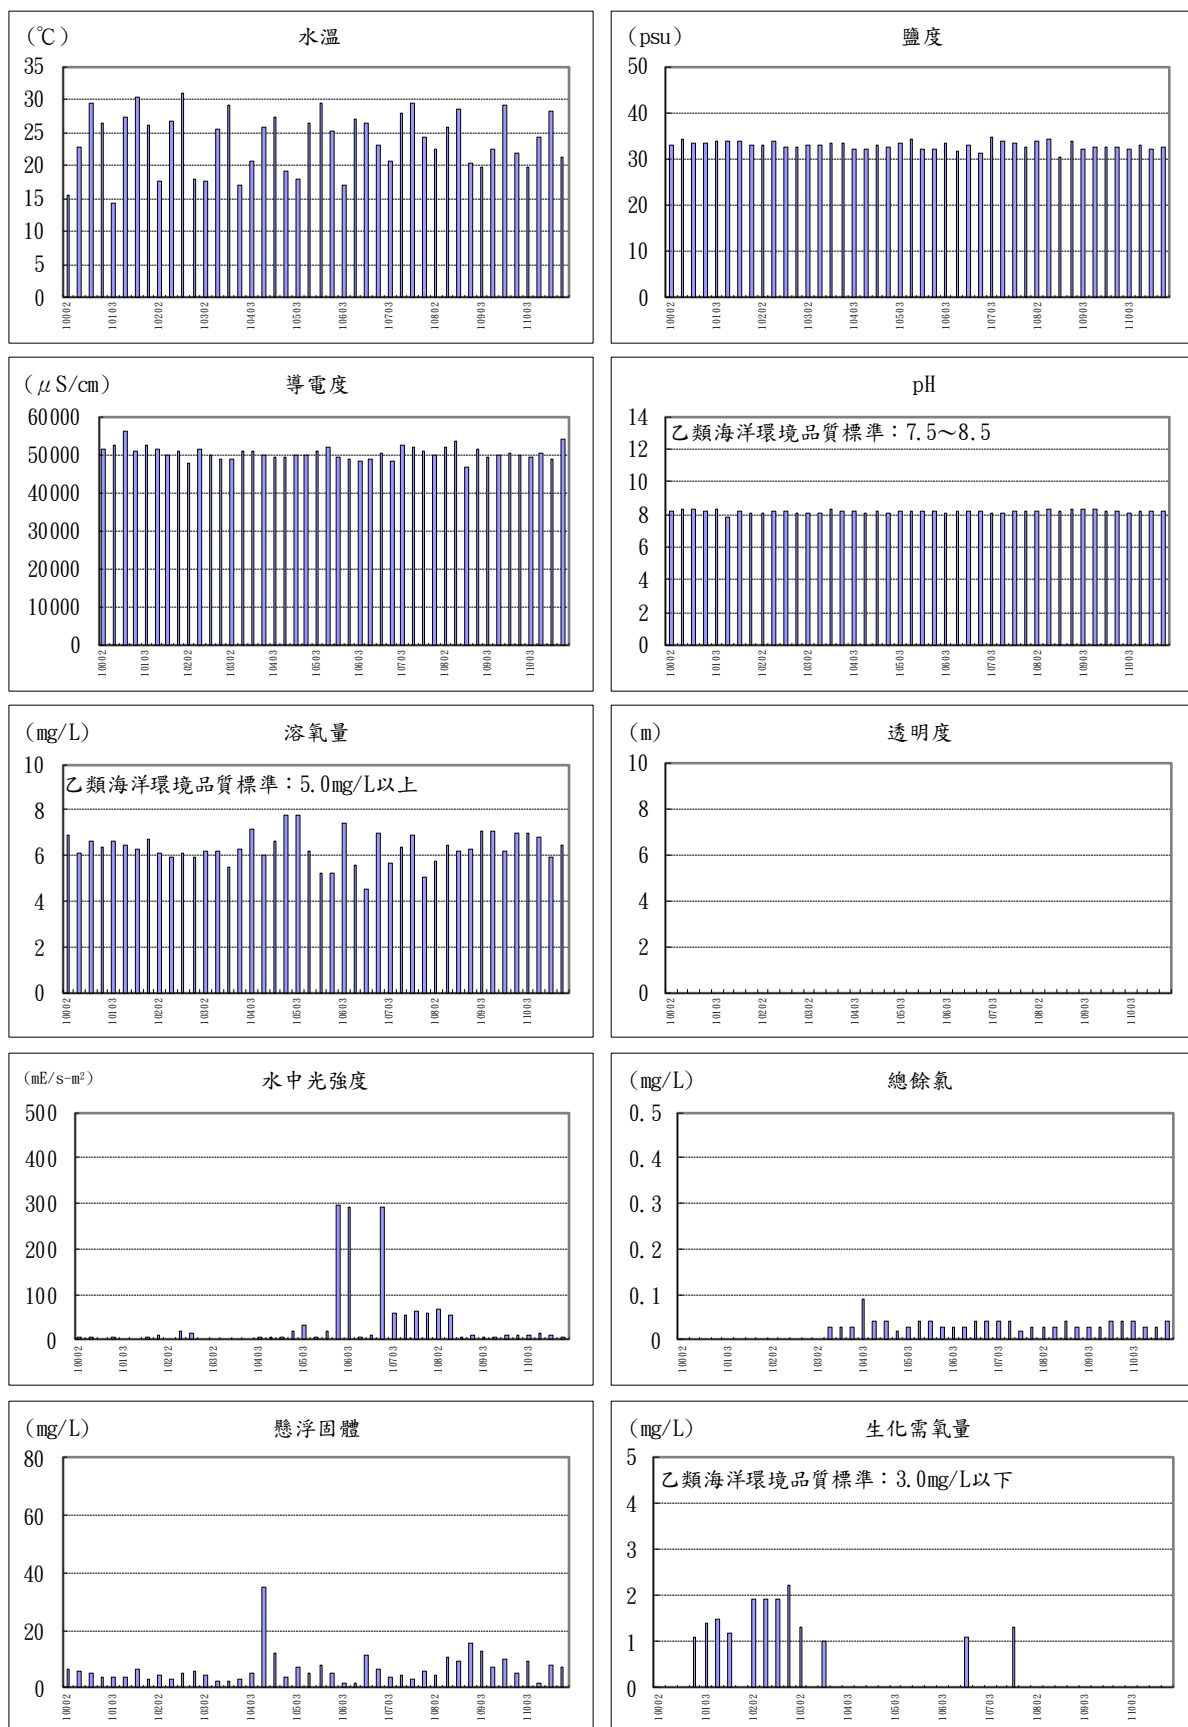 (℃) 水溫
35
30
25
20
15
10
5
0
10002 10103 10202 10302 10403 10503 10603 10703 10802 10903 11003
(psu) 鹽度
50
40
30
20
10
0
10002 10103 10202 10302 10403 10503 10603 10703 10802 10903 11003
(μS/cm) 導電度
60000
50000
40000
30000
20000
10000
0
10002 10103 10202 10302 10403 10503 10603 10703 10802 10903 11003
pH
乙類海洋環境品質標準：7.5～8.5
14
12
10
8
6
4
2
0
10002 10103 10202 10302 10403 10503 10603 10703 10802 10903 11003
(mg/L) 溶氧量
乙類海洋環境品質標準：5.0mg/L以上
10
8
6
4
2
0
10002 10103 10202 10302 10403 10503 10603 10703 10802 10903 11003
(m) 透明度
10
8
6
4
2
0
10002 10103 10202 10302 10403 10503 10603 10703 10802 10903 11003
(mE/s-m²) 水中光強度
500
400
300
200
100
0
10002 10103 10202 10302 10403 10503 10603 10703 10802 10903 11003
(mg/L) 總餘氯
0.5
0.4
0.3
0.2
0.1
0
10002 10103 10202 10302 10403 10503 10603 10703 10802 10903 11003
(mg/L) 懸浮固體
80
60
40
20
0
10002 10103 10202 10302 10403 10503 10603 10703 10802 10903 11003
(mg/L) 生化需氧量
乙類海洋環境品質標準：3.0mg/L以下
5
4
3
2
1
0
10002 10103 10202 10302 10403 10503 10603 10703 10802 10903 11003